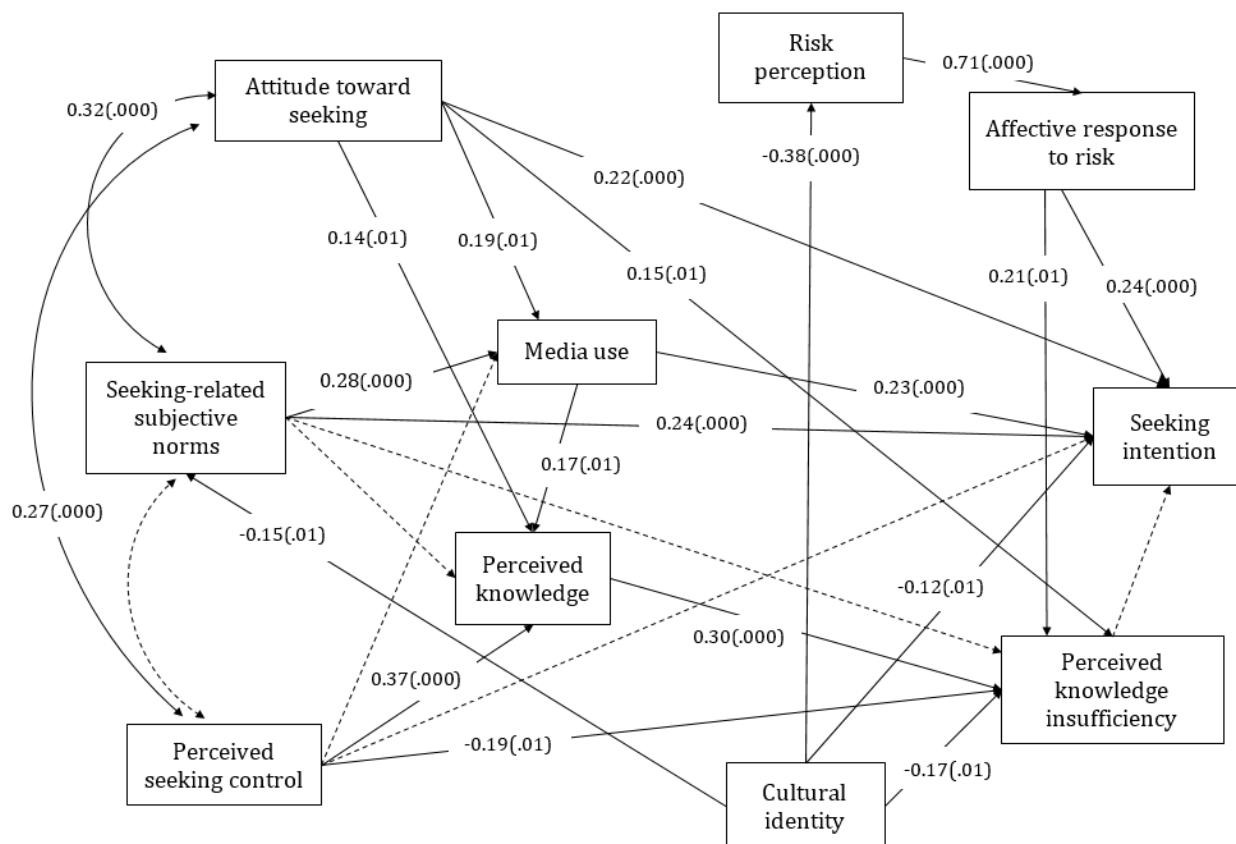 Risk
perception
0.71(.000)
Attitude toward
seeking
0.32(.000)
Affective response
to risk
-0.38(.000)
0.22(.000)
0.14(.01)
0.19(.01)
0.15(.01)
0.21(.01)
0.24(.000)
Media use
0.28(.000)
0.23(.000)
Seeking-related
subjective
norms
0.24(.000)
Seeking
intention
0.17(.01)
0.27(.000)
-0.15(.01)
Perceived
knowledge
-0.12(.01)
0.30(.000)
0.37(.000)
Perceived
knowledge
insufficiency
Perceived
seeking control
-0.19(.01)
-0.17(.01)
Cultural
identity